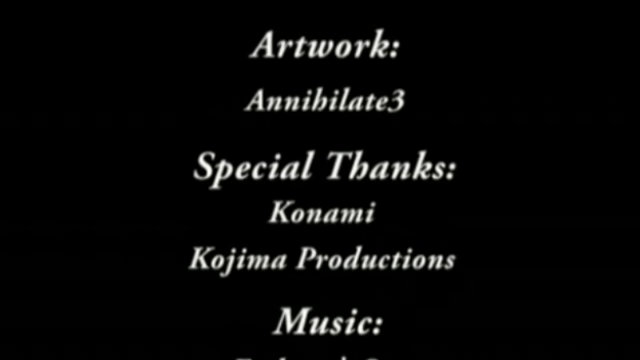 Artwork:
Annihilate3
Special Thanks:
Konami
Kojima Productions
Music: